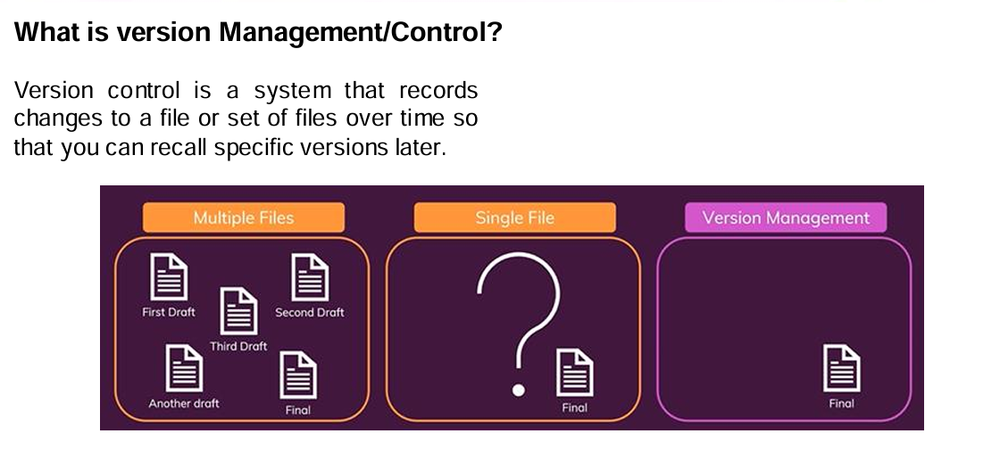 What is version Management/Control?
Version control is a system that records
changes to a file or set of files over time so
that you can recall specific versions later.
Multiple Files
First Draft
Second Draft
Third Draft
Another draft
Final
Single File
?
Final
Version Management
Final